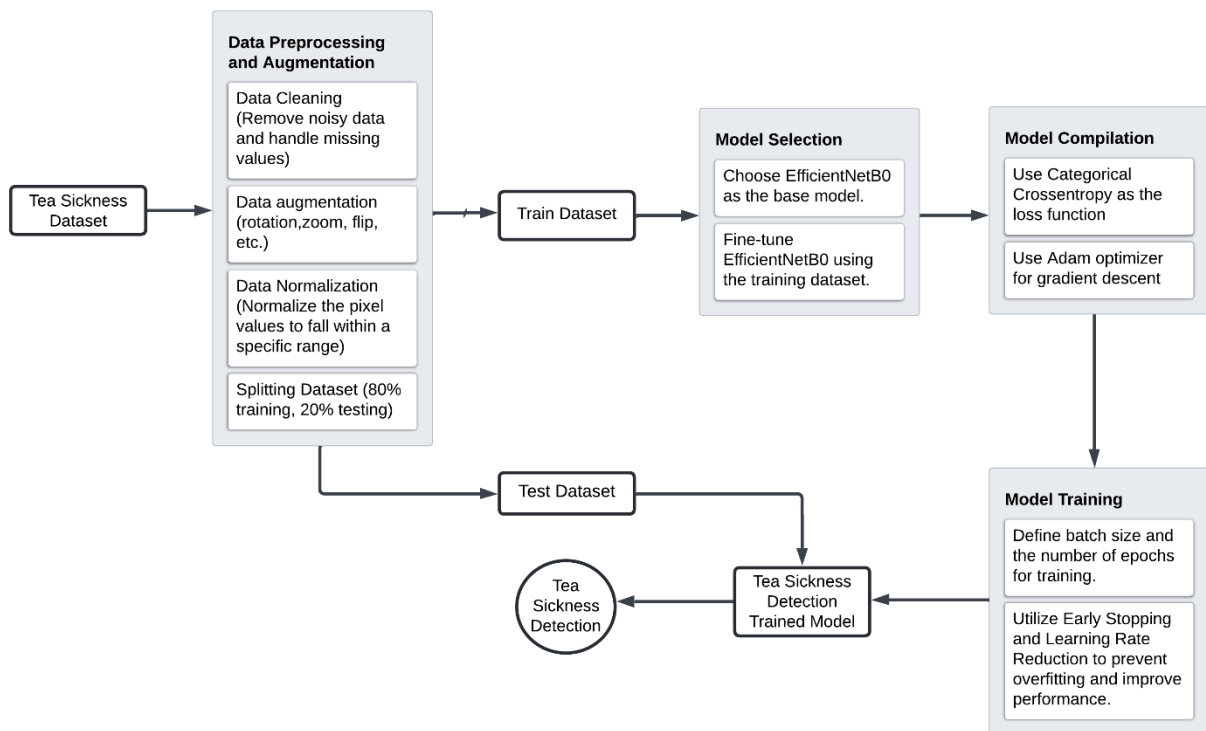 Tea Sickness
Dataset
Data Preprocessing
and Augmentation
Data Cleaning
(Remove noisy data
and handle missing
values)
Data augmentation
(rotation,zoom, flip,
etc.)
Data Normalization
(Normalize the pixel
values to fall within a
specific range)
Splitting Dataset (80%
training, 20% testing)
Train Dataset
Model Selection
Choose EfficientNetB0
as the base model.
Fine-tune
EfficientNetB0 using
the training dataset.
Model Compilation
Use Categorical
Crossentropy as the
loss function
Use Adam optimizer
for gradient descent
Model Training
Define batch size and
the number of epochs
for training.
Utilize Early Stopping
and Learning Rate
Reduction to prevent
overfitting and improve
performance.
Test Dataset
Tea Sickness
Detection
Trained Model
Tea
Sickness
Detection